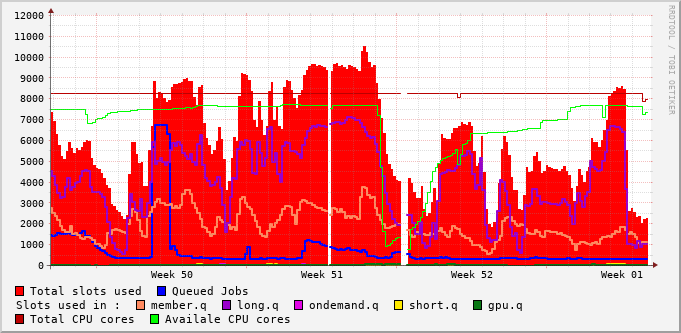 12000
11000
10000
9000
8000
7000
6000
5000
4000
3000
2000
1000
0
Week 50 Week 51 Week 52 Week 01
Total slots used Queued Jobs
Slots used in : member.q long.q ondemand.q short.q gpu.q
Total CPU cores Availale CPU cores
RRDTOOL / TOBI OETIKER